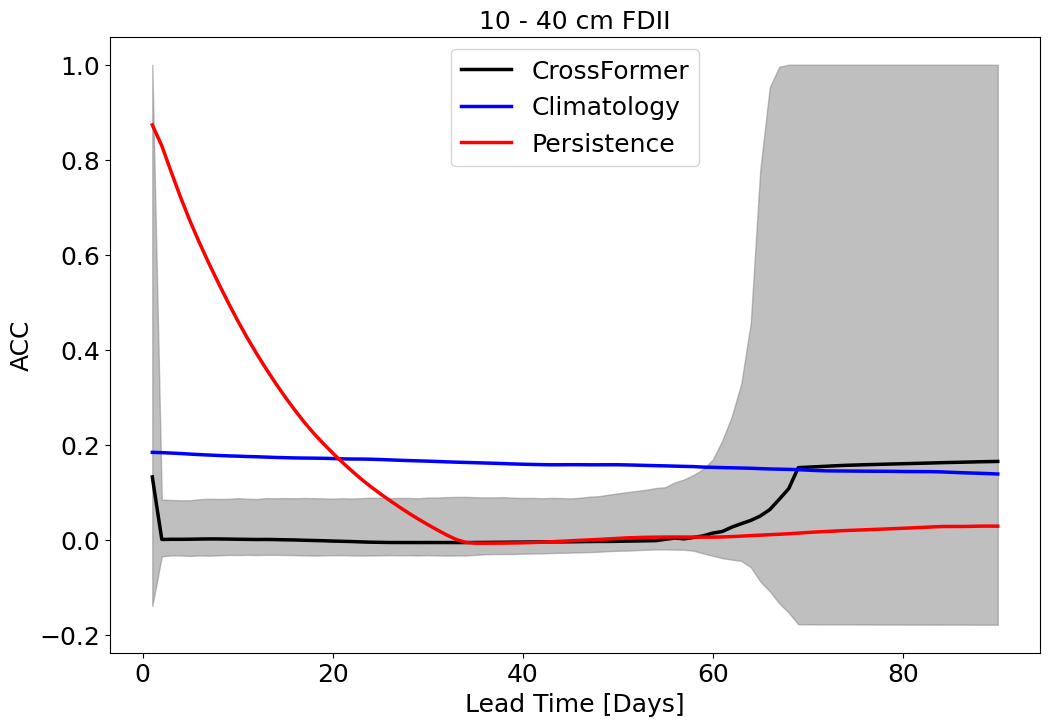 10 - 40 cm FDII
CrossFormer
Climatology
Persistence
ACC
1.0
0.8
0.6
0.4
0.2
0.0
−0.2
0 20 40 60 80
Lead Time [Days]